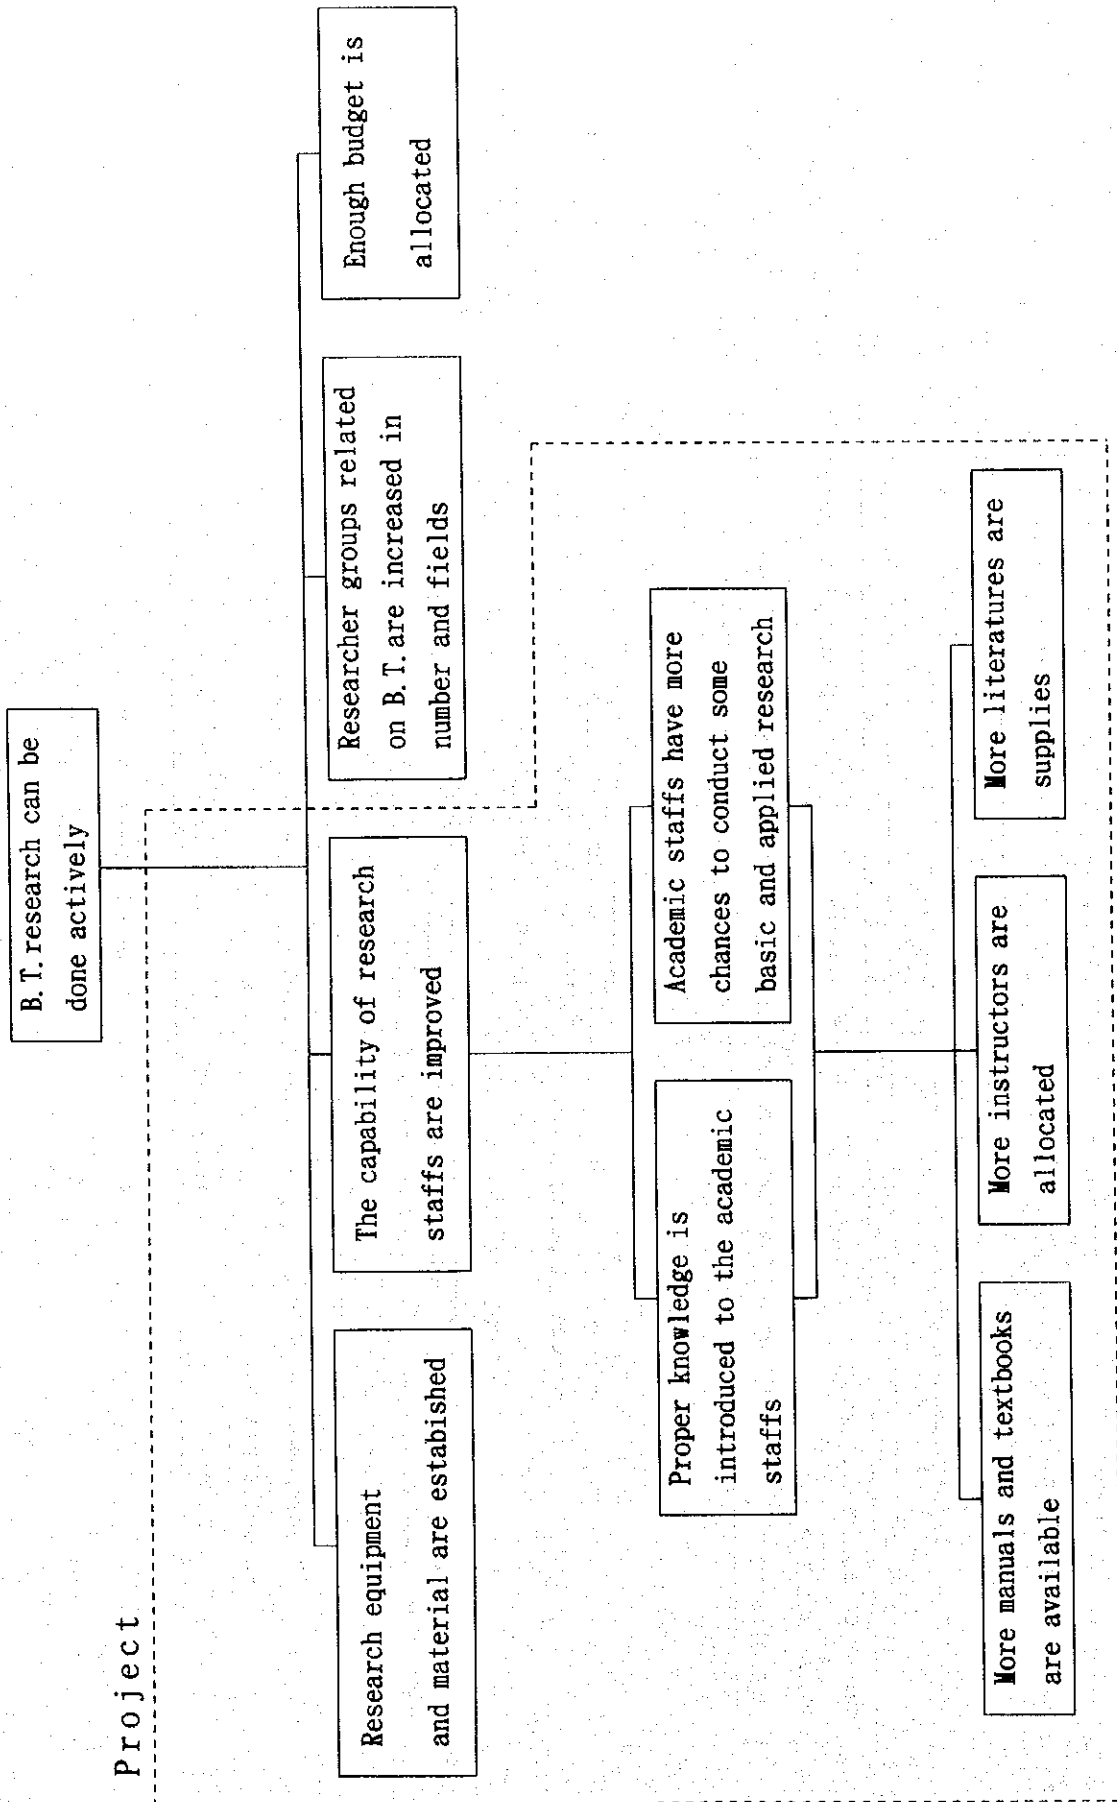 B.T. research can be
done actively
Project
Research equipment
and material are estabished
The capability of research
staffs are improved
Researcher groups related
on B.T. are increased in
number and fields
Enough budget is
allocated
Proper knowledge is
introduced to the academic
staffs
Academic staffs have more
chances to conduct some
basic and applied research
More manuals and textbooks
are available
More instructors are
allocated
More literatures are
supplies